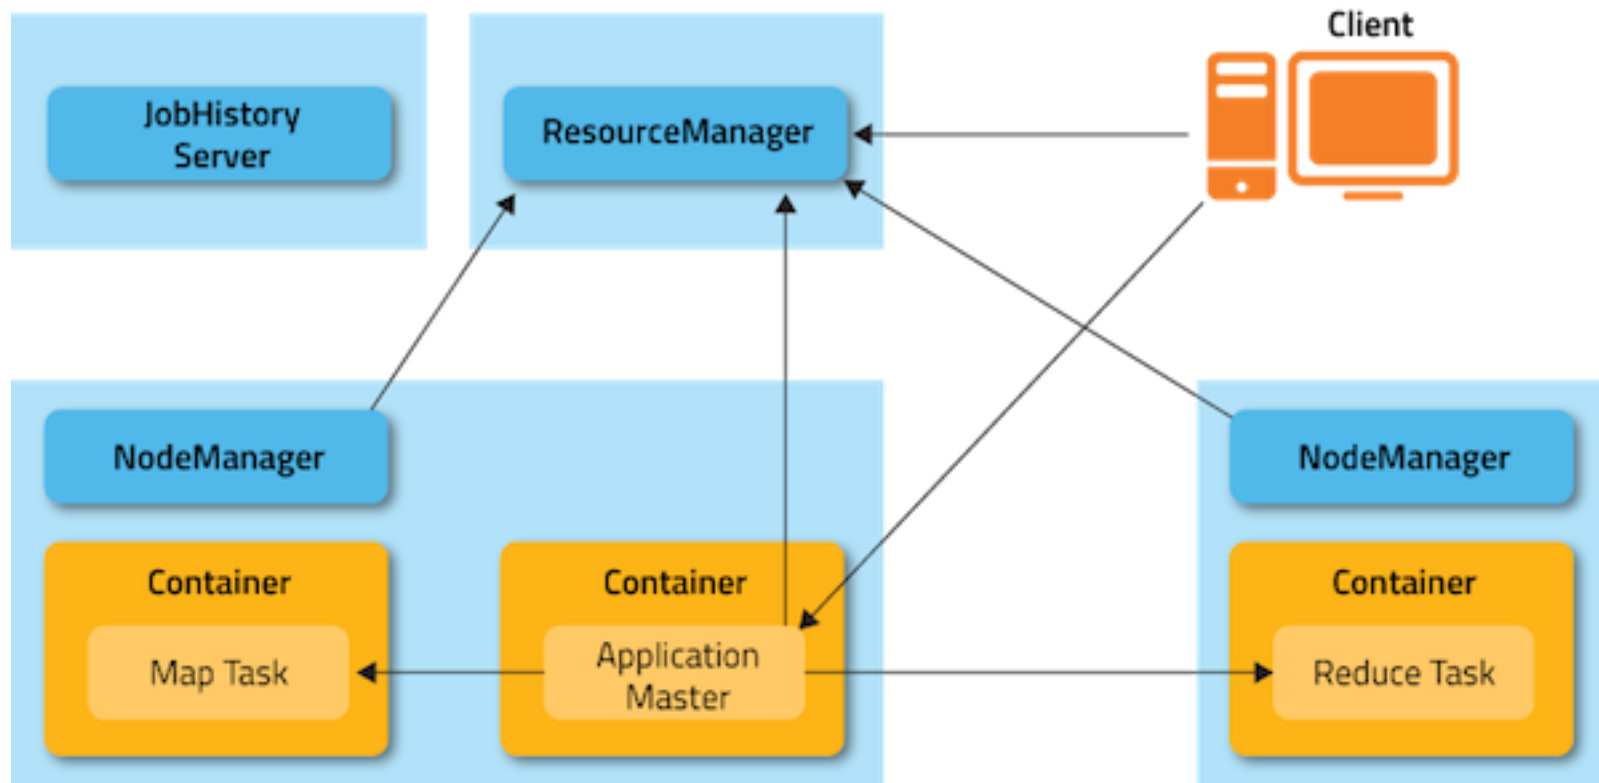 Client
JobHistory
Server
ResourceManager
NodeManager
NodeManager
Container
Container
Container
Map Task
Application
Master
Reduce Task